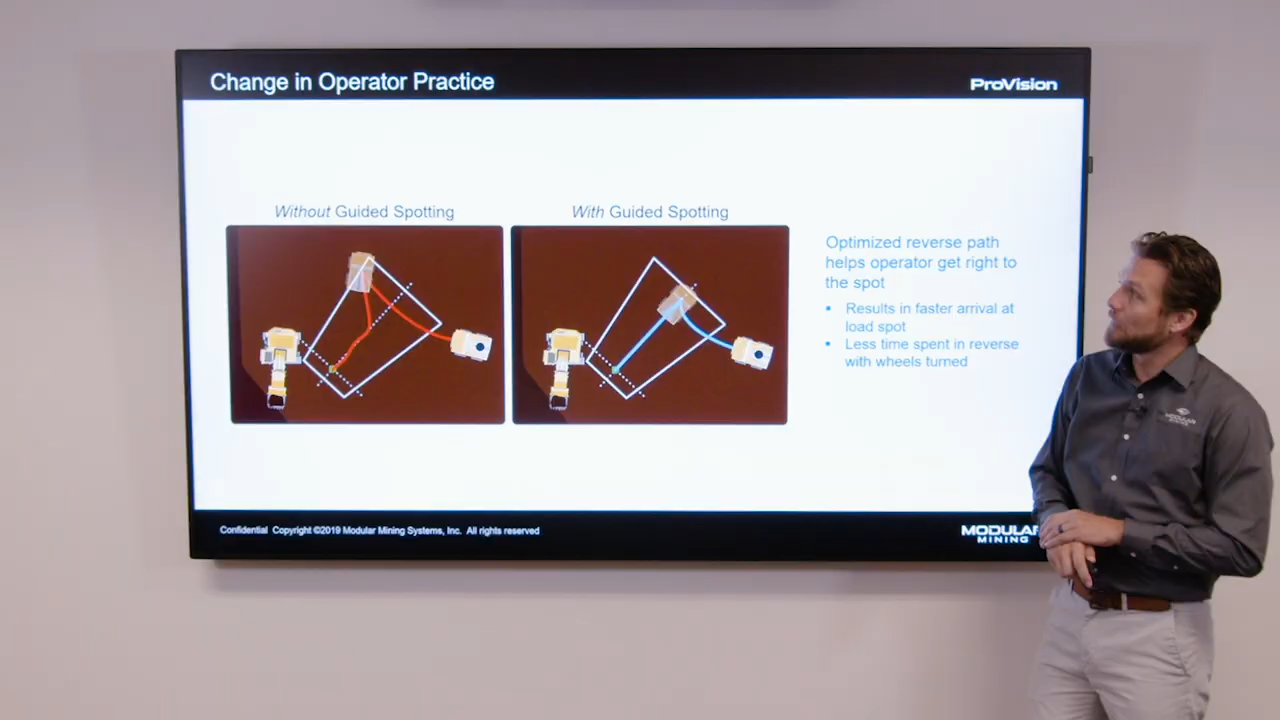 Change in Operator Practice
ProVision
Without Guided Spotting
With Guided Spotting
Optimized reverse path
helps operator get right to
the spot
Results in faster arrival at
load spot
Less time spent in reverse
with wheels turned
Confidential Copyright ©2019 Modular Mining Systems, Inc. All rights reserved
MODULAR
MINING
MODULAR
MINING